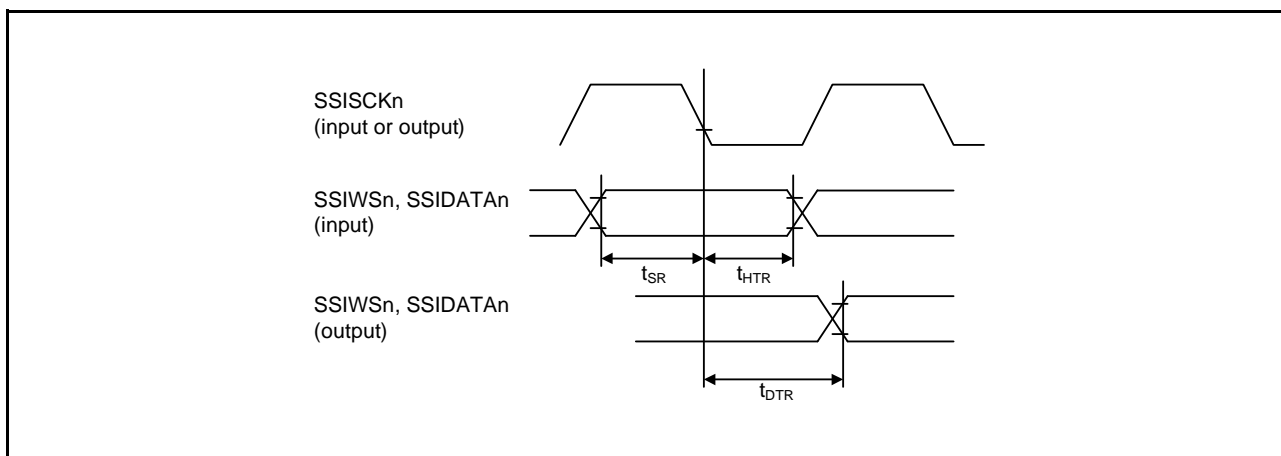 SSISCKn
(input or output)
SSIWSn, SSIDATAn
(input)
tSR
tHTR
SSIWSn, SSIDATAn
(output)
tDTR